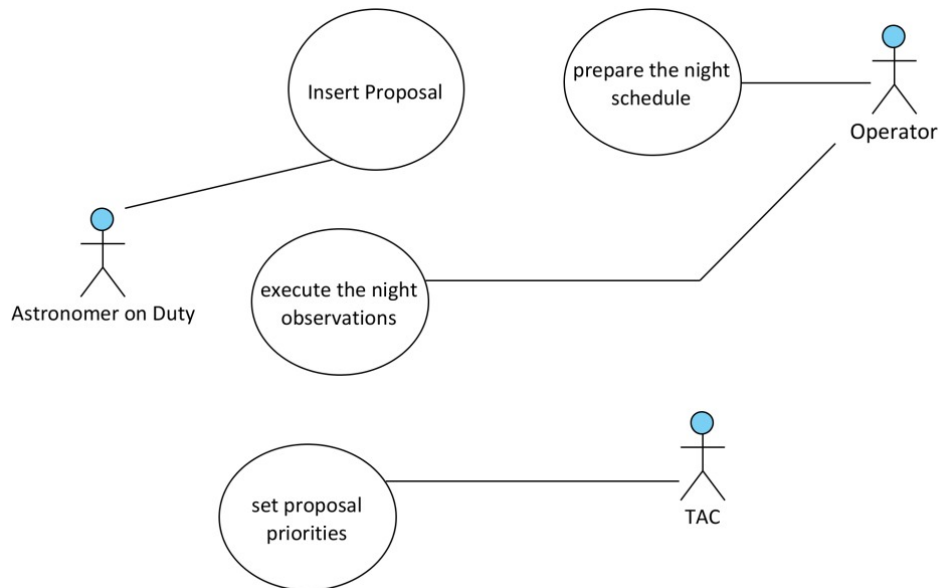 Insert Proposal
prepare the night
schedule
Operator
Astronomer on Duty
execute the night
observations
set proposal
priorities
TAC